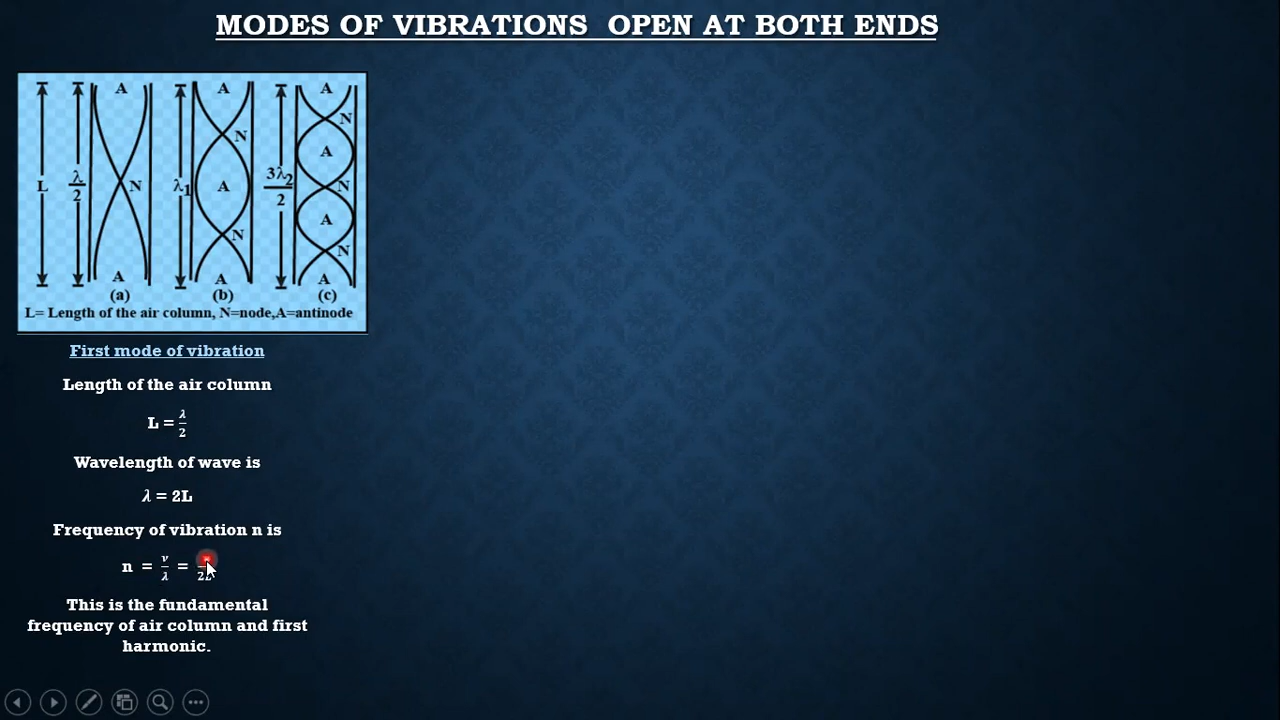 MODES OF VIBRATIONS OPEN AT BOTH ENDS
A A A
N N
A
L λ/2 N λ1 A 3λ2/2 N
A
N N
A A A
(a) (b) (c)
L= Length of the air column, N=node,A=antinode
First mode of vibration
Length of the air column
L = λ/2
Wavelength of wave is
λ = 2L
Frequency of vibration n is
n = v/λ = /2L
This is the fundamental
frequency of air column and first
harmonic.